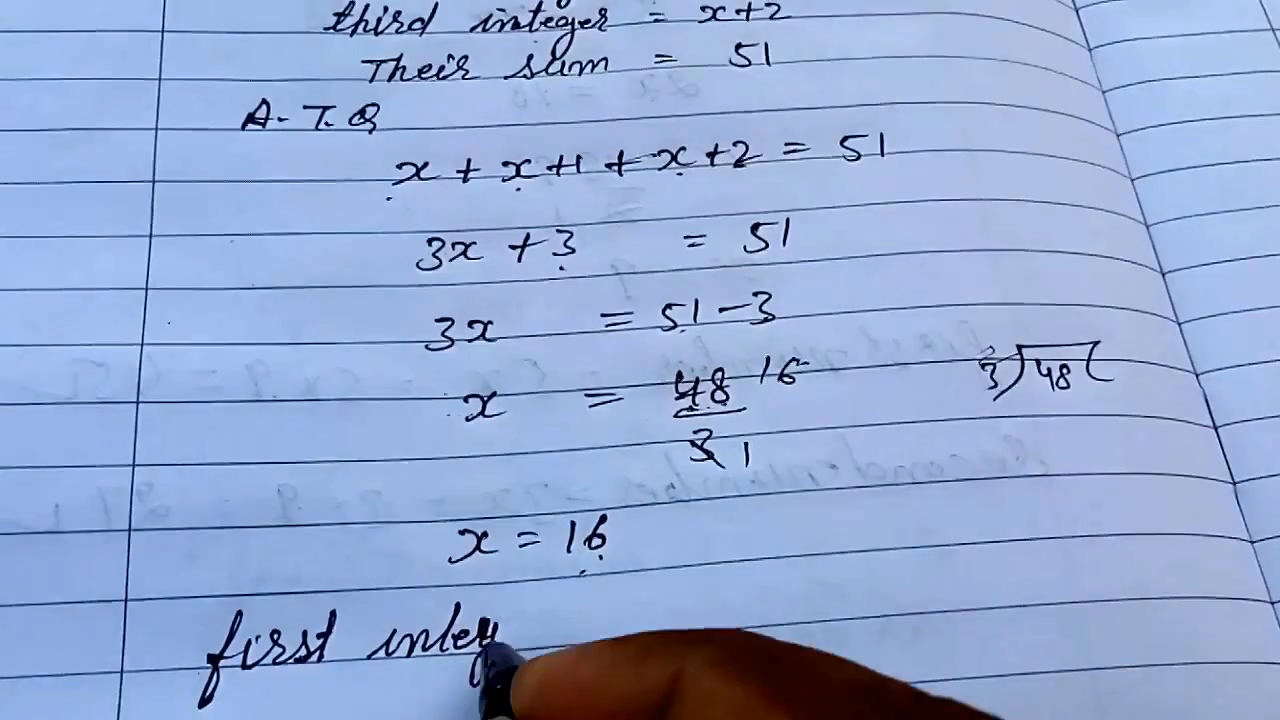 third integer = x+2
Their sum = 51
A.T.Q
x + x+1 + x+2 = 51
3x + 3 = 51
3x = 51-3
x = 48/3 16 1
3)48(
x = 16
first integ